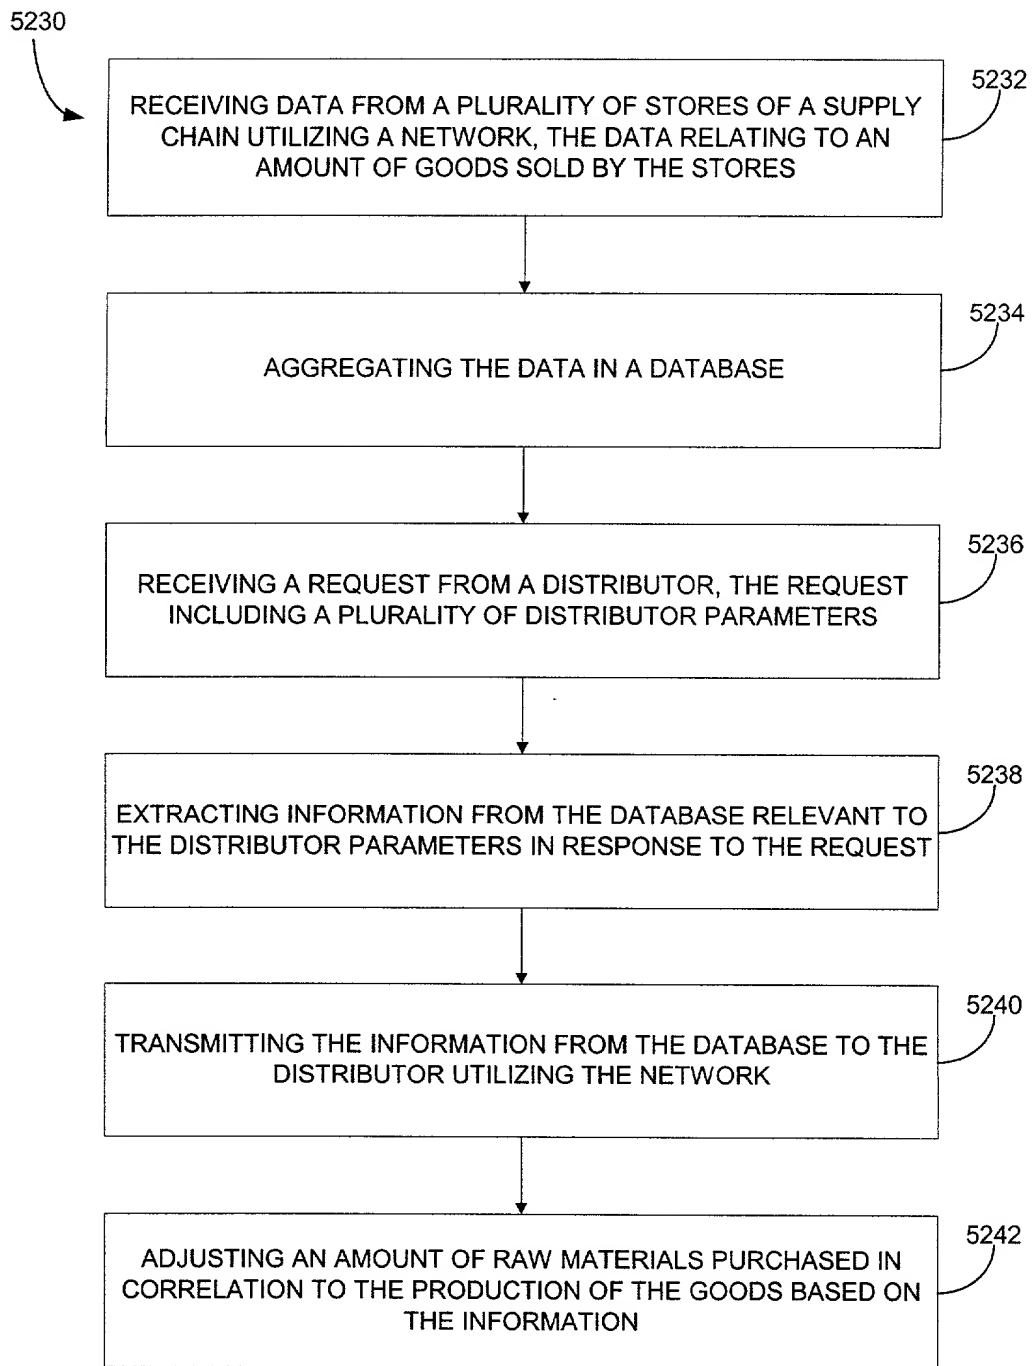 5230
5232
RECEIVING DATA FROM A PLURALITY OF STORES OF A SUPPLY
CHAIN UTILIZING A NETWORK, THE DATA RELATING TO AN
AMOUNT OF GOODS SOLD BY THE STORES
5234
AGGREGATING THE DATA IN A DATABASE
5236
RECEIVING A REQUEST FROM A DISTRIBUTOR, THE REQUEST
INCLUDING A PLURALITY OF DISTRIBUTOR PARAMETERS
5238
EXTRACTING INFORMATION FROM THE DATABASE RELEVANT TO
THE DISTRIBUTOR PARAMETERS IN RESPONSE TO THE REQUEST
5240
TRANSMITTING THE INFORMATION FROM THE DATABASE TO THE
DISTRIBUTOR UTILIZING THE NETWORK
5242
ADJUSTING AN AMOUNT OF RAW MATERIALS PURCHASED IN
CORRELATION TO THE PRODUCTION OF THE GOODS BASED ON
THE INFORMATION